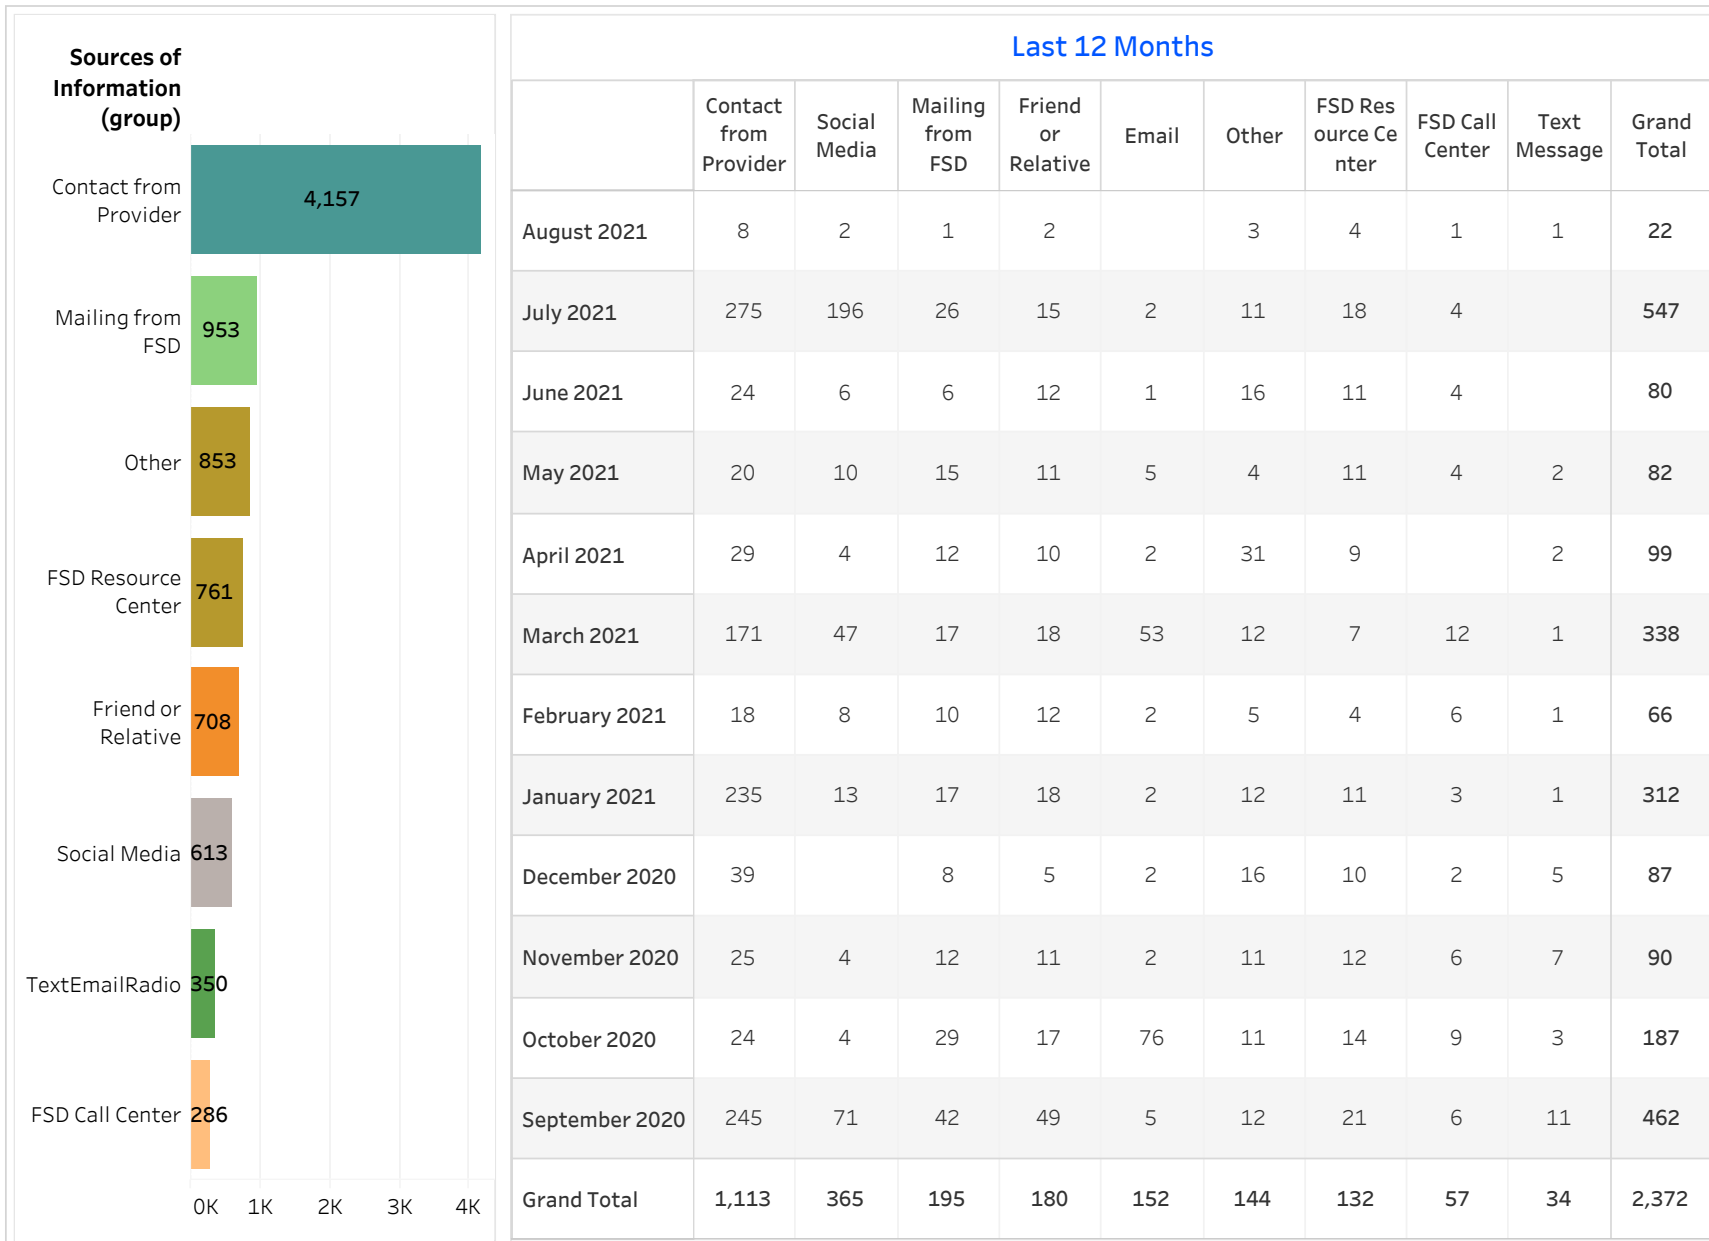 Sources of
Information
(group)
Contact from
Provider
4,157
Mailing from
FSD
953
Other
853
FSD Resource
Center
761
Friend or
Relative
708
Social Media
613
TextEmailRadio
350
FSD Call Center
286
0K 1K 2K 3K 4K
Last 12 Months
Contact from Provider Social Media Mailing from FSD Friend or Relative Email Other FSD Res ource Ce nter FSD Call Center Text Message Grand Total
August 2021 8 2 1 2 3 4 1 1 22
July 2021 275 196 26 15 2 11 18 4 547
June 2021 24 6 6 12 1 16 11 4 80
May 2021 20 10 15 11 5 4 11 4 2 82
April 2021 29 4 12 10 2 31 9 2 99
March 2021 171 47 17 18 53 12 7 12 1 338
February 2021 18 8 10 12 2 5 4 6 1 66
January 2021 235 13 17 18 2 12 11 3 1 312
December 2020 39 8 5 2 16 10 2 5 87
November 2020 25 4 12 11 2 11 12 6 7 90
October 2020 24 4 29 17 76 11 14 9 3 187
September 2020 245 71 42 49 5 12 21 6 11 462
Grand Total 1,113 365 195 180 152 144 132 57 34 2,372